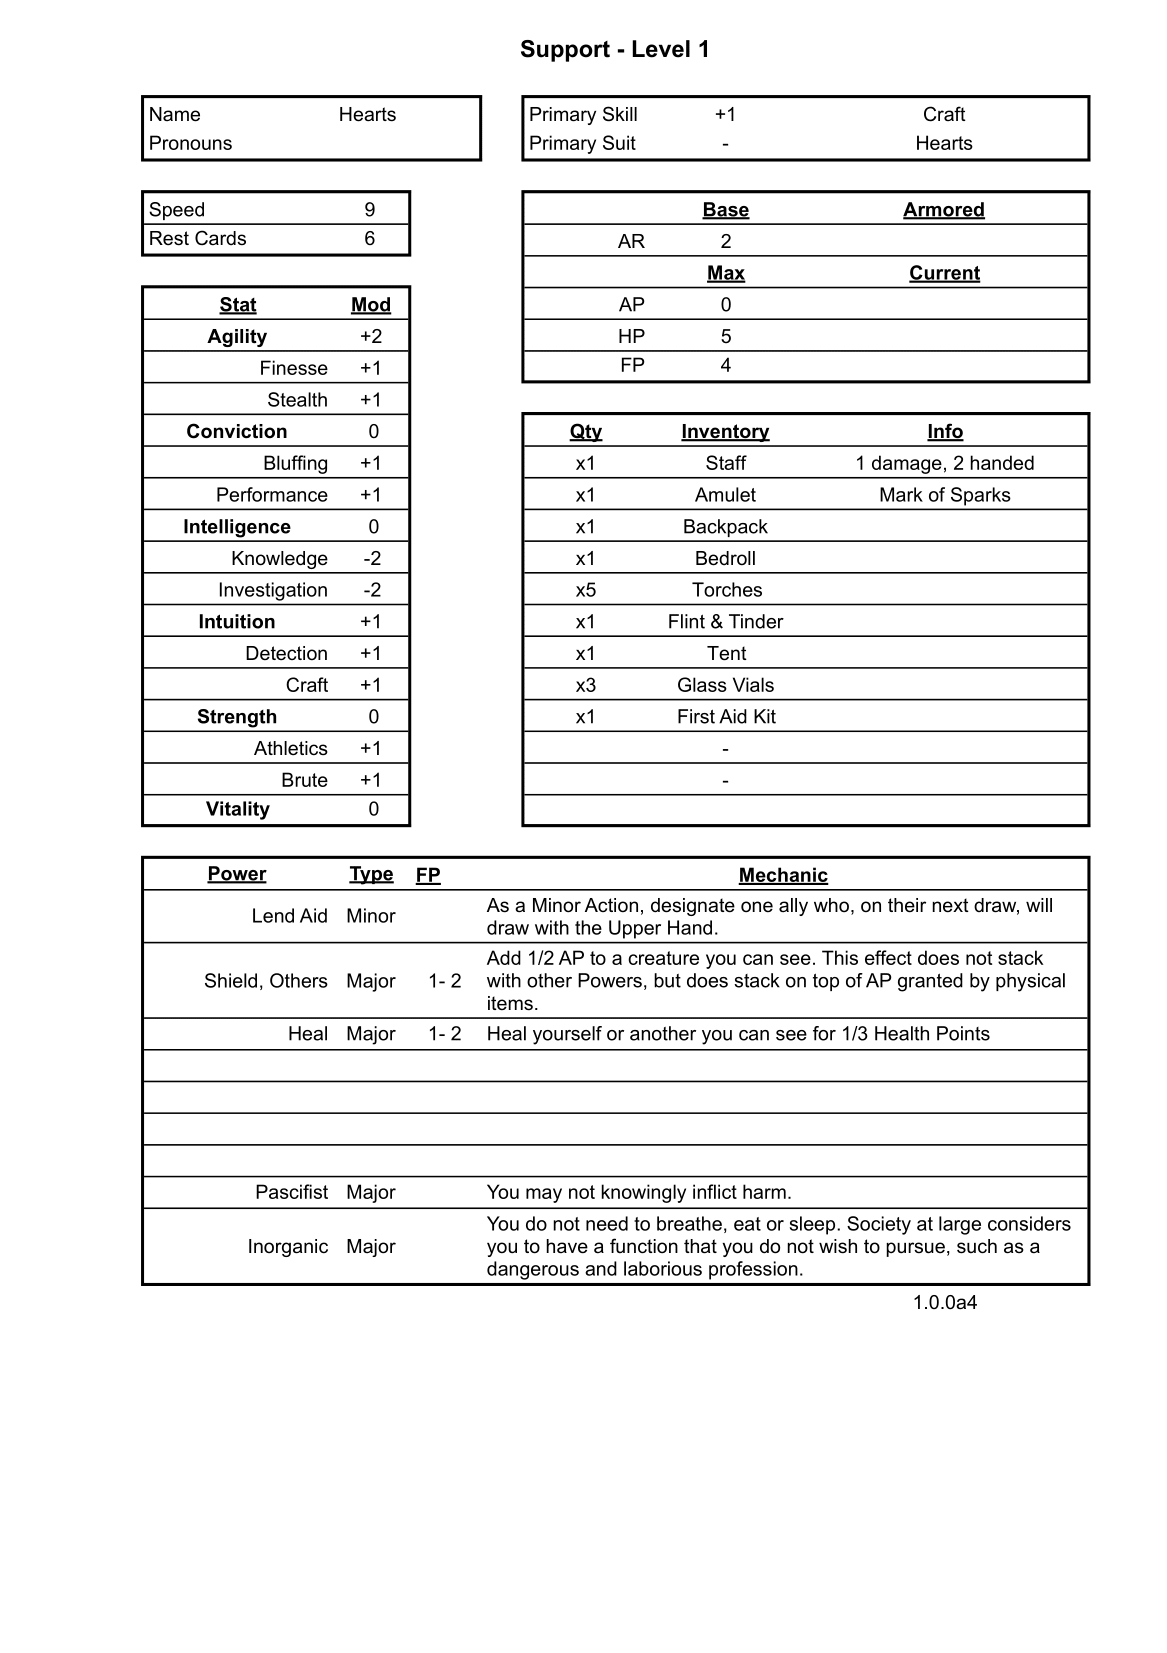 Support - Level 1
Name Hearts
Pronouns
Primary Skill +1 Craft
Primary Suit - Hearts
Speed 9
Rest Cards 6
Base Armored
AR 2
Max Current
AP 0
HP 5
FP 4
Stat Mod
Agility +2
Finesse +1
Stealth +1
Conviction 0
Bluffing +1
Performance +1
Intelligence 0
Knowledge -2
Investigation -2
Intuition +1
Detection +1
Craft +1
Strength 0
Athletics +1
Brute +1
Vitality 0
Qty Inventory Info
x1 Staff 1 damage, 2 handed
x1 Amulet Mark of Sparks
x1 Backpack
x1 Bedroll
x5 Torches
x1 Flint & Tinder
x1 Tent
x3 Glass Vials
x1 First Aid Kit
-
-
Power Type FP Mechanic
Lend Aid Minor As a Minor Action, designate one ally who, on their next draw, will
draw with the Upper Hand.
Shield, Others Major 1- 2 Add 1/2 AP to a creature you can see. This effect does not stack
with other Powers, but does stack on top of AP granted by physical
items.
Heal Major 1- 2 Heal yourself or another you can see for 1/3 Health Points
Pascifist Major You may not knowingly inflict harm.
Inorganic Major You do not need to breathe, eat or sleep. Society at large considers
you to have a function that you do not wish to pursue, such as a
dangerous and laborious profession.
1.0.0a4